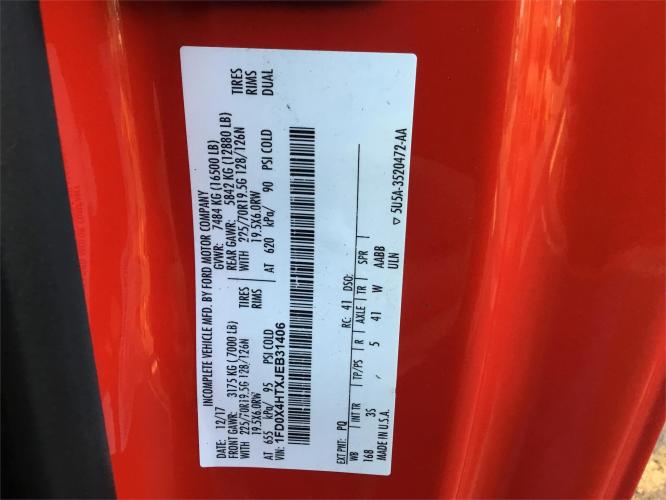 INCOMPLETE VEHICLE MFD. BY FORD MOTOR COMPANY
DATE: 12/17 GVWR: 7484 KG (16500 LB)
FRONT GAWR: 3175 KG (7000 LB) REAR GAWR: 5842 KG (12880 LB)
WITH 225/70R19.5G 128/126N TIRES WITH 225/70R19.5G 128/126N TIRES
19.5X6.0RW RIMS 19.5X6.0RW RIMS
AT 655 kPa/ 95 PSI COLD AT 620 kPa/ 90 PSI COLD DUAL
VIN: 1FD0X4HTXJEB31406
EXT PNT: PQ RC: 41 DSO:
WB INT TR TP/PS R AXLE TR SPR
168 35 5 41 W AABB
MADE IN U.S.A. ULN
▽ 5U5A-3520472-AA